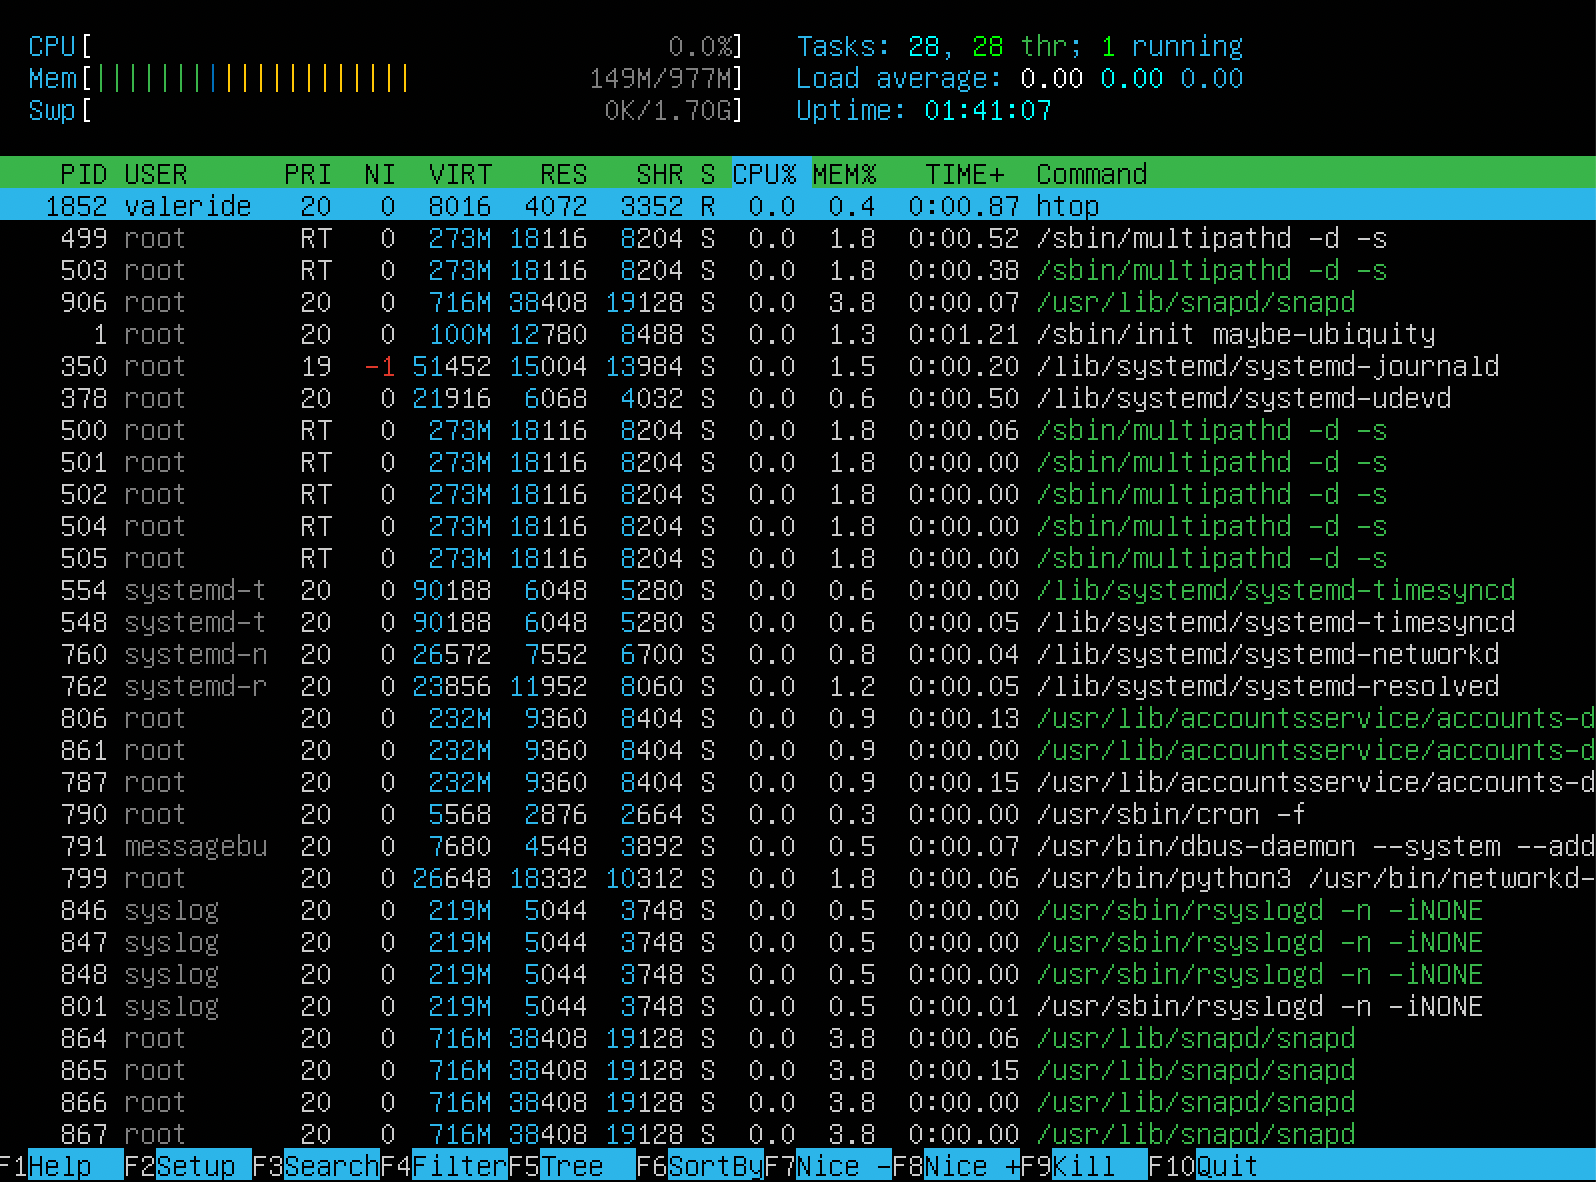 CPU[ 0.0%] Tasks: 28, 28 thr; 1 running
Mem[||||||||||||||||||||149M/977M] Load average: 0.00 0.00 0.00
Swp[ 0K/1.70G] Uptime: 01:41:07
PID USER PRI NI VIRT RES SHR S CPU% MEM% TIME+ Command
1852 valeride 20 0 8016 4072 3352 R 0.0 0.4 0:00.87 htop
499 root RT 0 273M 18116 8204 S 0.0 1.8 0:00.52 /sbin/multipathd -d -s
503 root RT 0 273M 18116 8204 S 0.0 1.8 0:00.38 /sbin/multipathd -d -s
906 root 20 0 716M 38408 19128 S 0.0 3.8 0:00.07 /usr/lib/snapd/snapd
1 root 20 0 100M 12780 8488 S 0.0 1.3 0:01.21 /sbin/init maybe-ubiquity
350 root 19 -1 51452 15004 13984 S 0.0 1.5 0:00.20 /lib/systemd/systemd-journald
378 root 20 0 21916 6068 4032 S 0.0 0.6 0:00.50 /lib/systemd/systemd-udevd
500 root RT 0 273M 18116 8204 S 0.0 1.8 0:00.06 /sbin/multipathd -d -s
501 root RT 0 273M 18116 8204 S 0.0 1.8 0:00.00 /sbin/multipathd -d -s
502 root RT 0 273M 18116 8204 S 0.0 1.8 0:00.00 /sbin/multipathd -d -s
504 root RT 0 273M 18116 8204 S 0.0 1.8 0:00.00 /sbin/multipathd -d -s
505 root RT 0 273M 18116 8204 S 0.0 1.8 0:00.00 /sbin/multipathd -d -s
554 systemd-t 20 0 90188 6048 5280 S 0.0 0.6 0:00.00 /lib/systemd/systemd-timesyncd
548 systemd-t 20 0 90188 6048 5280 S 0.0 0.6 0:00.05 /lib/systemd/systemd-timesyncd
760 systemd-n 20 0 26572 7552 6700 S 0.0 0.8 0:00.04 /lib/systemd/systemd-networkd
762 systemd-r 20 0 23856 11952 8060 S 0.0 1.2 0:00.05 /lib/systemd/systemd-resolved
806 root 20 0 232M 9360 8404 S 0.0 0.9 0:00.13 /usr/lib/accountsservice/accounts-d
861 root 20 0 232M 9360 8404 S 0.0 0.9 0:00.00 /usr/lib/accountsservice/accounts-d
787 root 20 0 232M 9360 8404 S 0.0 0.9 0:00.15 /usr/lib/accountsservice/accounts-d
790 root 20 0 5568 2876 2664 S 0.0 0.3 0:00.00 /usr/sbin/cron -f
791 messagebu 20 0 7680 4548 3892 S 0.0 0.5 0:00.07 /usr/bin/dbus-daemon --system --add
799 root 20 0 26648 18332 10312 S 0.0 1.8 0:00.06 /usr/bin/python3 /usr/bin/networkd-
846 syslog 20 0 219M 5044 3748 S 0.0 0.5 0:00.00 /usr/sbin/rsyslogd -n -iNONE
847 syslog 20 0 219M 5044 3748 S 0.0 0.5 0:00.00 /usr/sbin/rsyslogd -n -iNONE
848 syslog 20 0 219M 5044 3748 S 0.0 0.5 0:00.00 /usr/sbin/rsyslogd -n -iNONE
801 syslog 20 0 219M 5044 3748 S 0.0 0.5 0:00.01 /usr/sbin/rsyslogd -n -iNONE
864 root 20 0 716M 38408 19128 S 0.0 3.8 0:00.06 /usr/lib/snapd/snapd
865 root 20 0 716M 38408 19128 S 0.0 3.8 0:00.15 /usr/lib/snapd/snapd
866 root 20 0 716M 38408 19128 S 0.0 3.8 0:00.00 /usr/lib/snapd/snapd
867 root 20 0 716M 38408 19128 S 0.0 3.8 0:00.00 /usr/lib/snapd/snapd
F1Help F2Setup F3SearchF4FilterF5Tree F6SortByF7Nice -F8Nice +F9Kill F10Quit